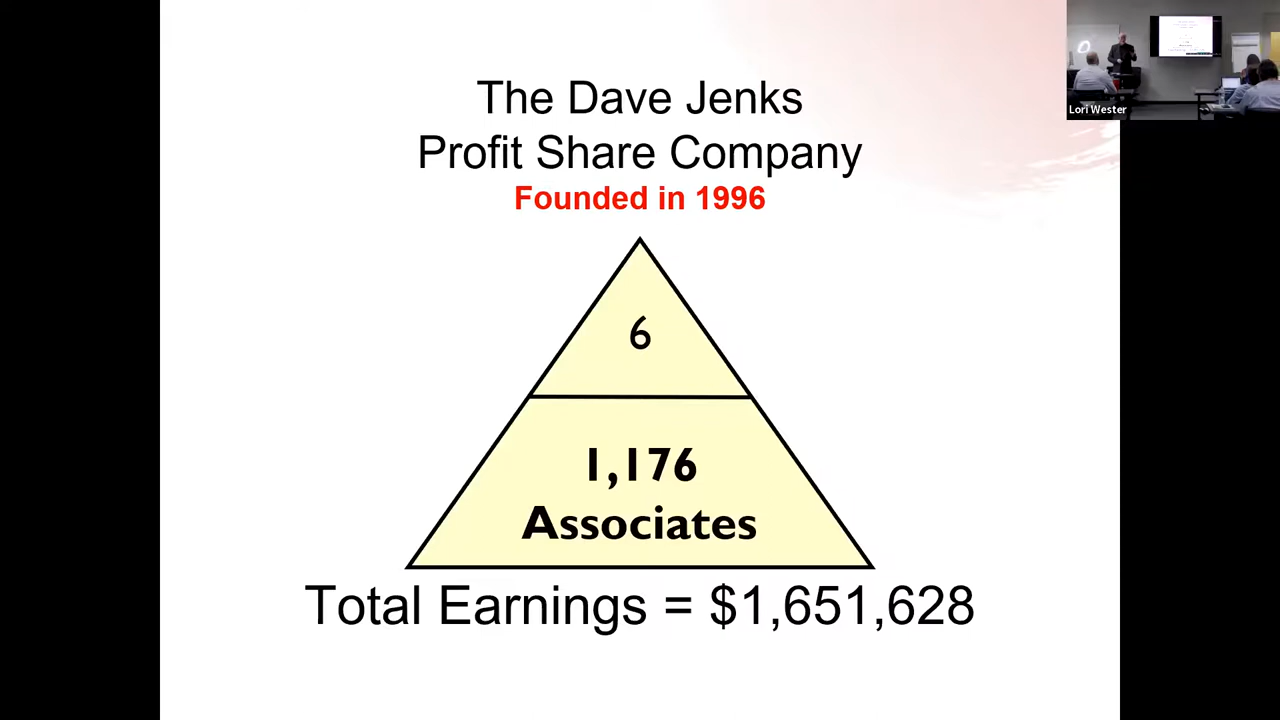 The Dave Jenks
Profit Share Company
Founded in 1996
6
1,176
Associates
Total Earnings = $1,651,628
Lori Wester